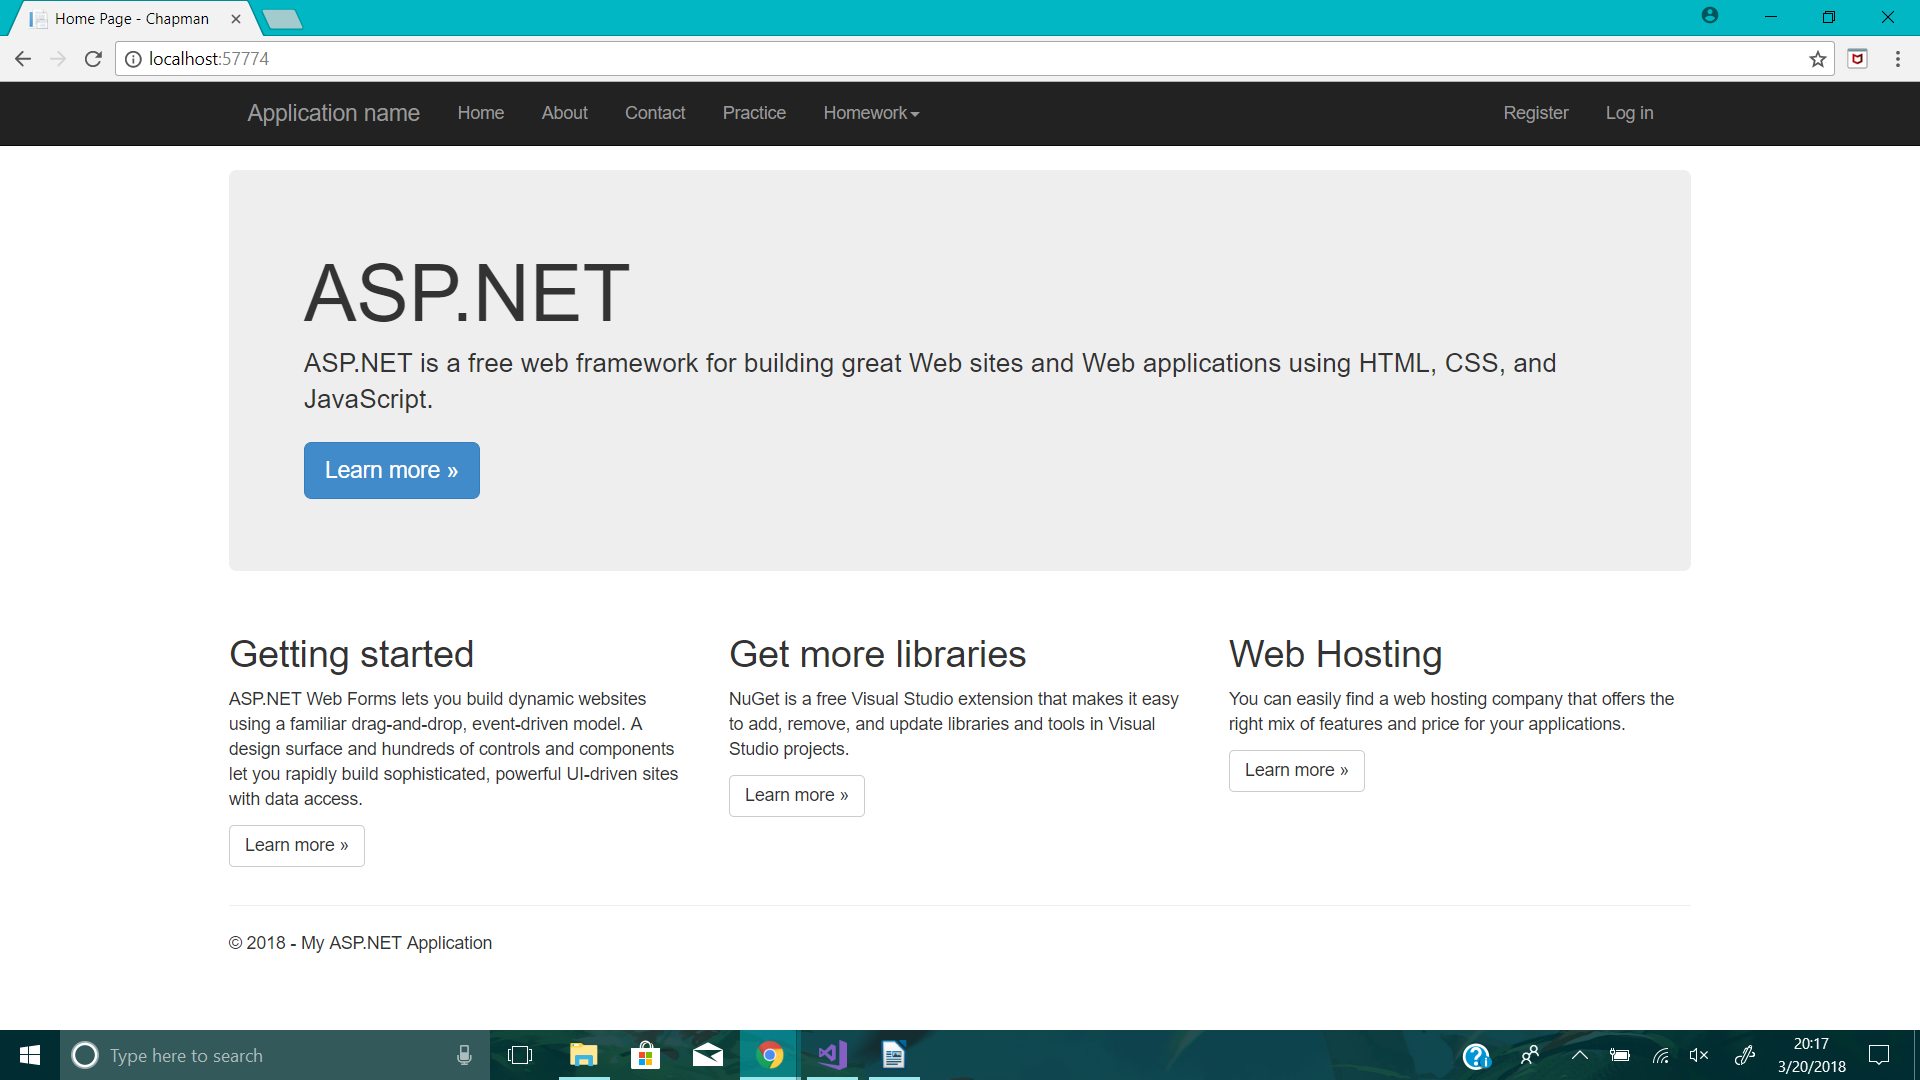 Home Page - Chapman
localhost:57774
Application name Home About Contact Practice Homework Register Log in
ASP.NET
ASP.NET is a free web framework for building great Web sites and Web applications using HTML, CSS, and
JavaScript.
Learn more »
Getting started
ASP.NET Web Forms lets you build dynamic websites
using a familiar drag-and-drop, event-driven model. A
design surface and hundreds of controls and components
let you rapidly build sophisticated, powerful UI-driven sites
with data access.
Learn more »
Get more libraries
NuGet is a free Visual Studio extension that makes it easy
to add, remove, and update libraries and tools in Visual
Studio projects.
Learn more »
Web Hosting
You can easily find a web hosting company that offers the
right mix of features and price for your applications.
Learn more »
© 2018 - My ASP.NET Application
Type here to search
20:17
3/20/2018